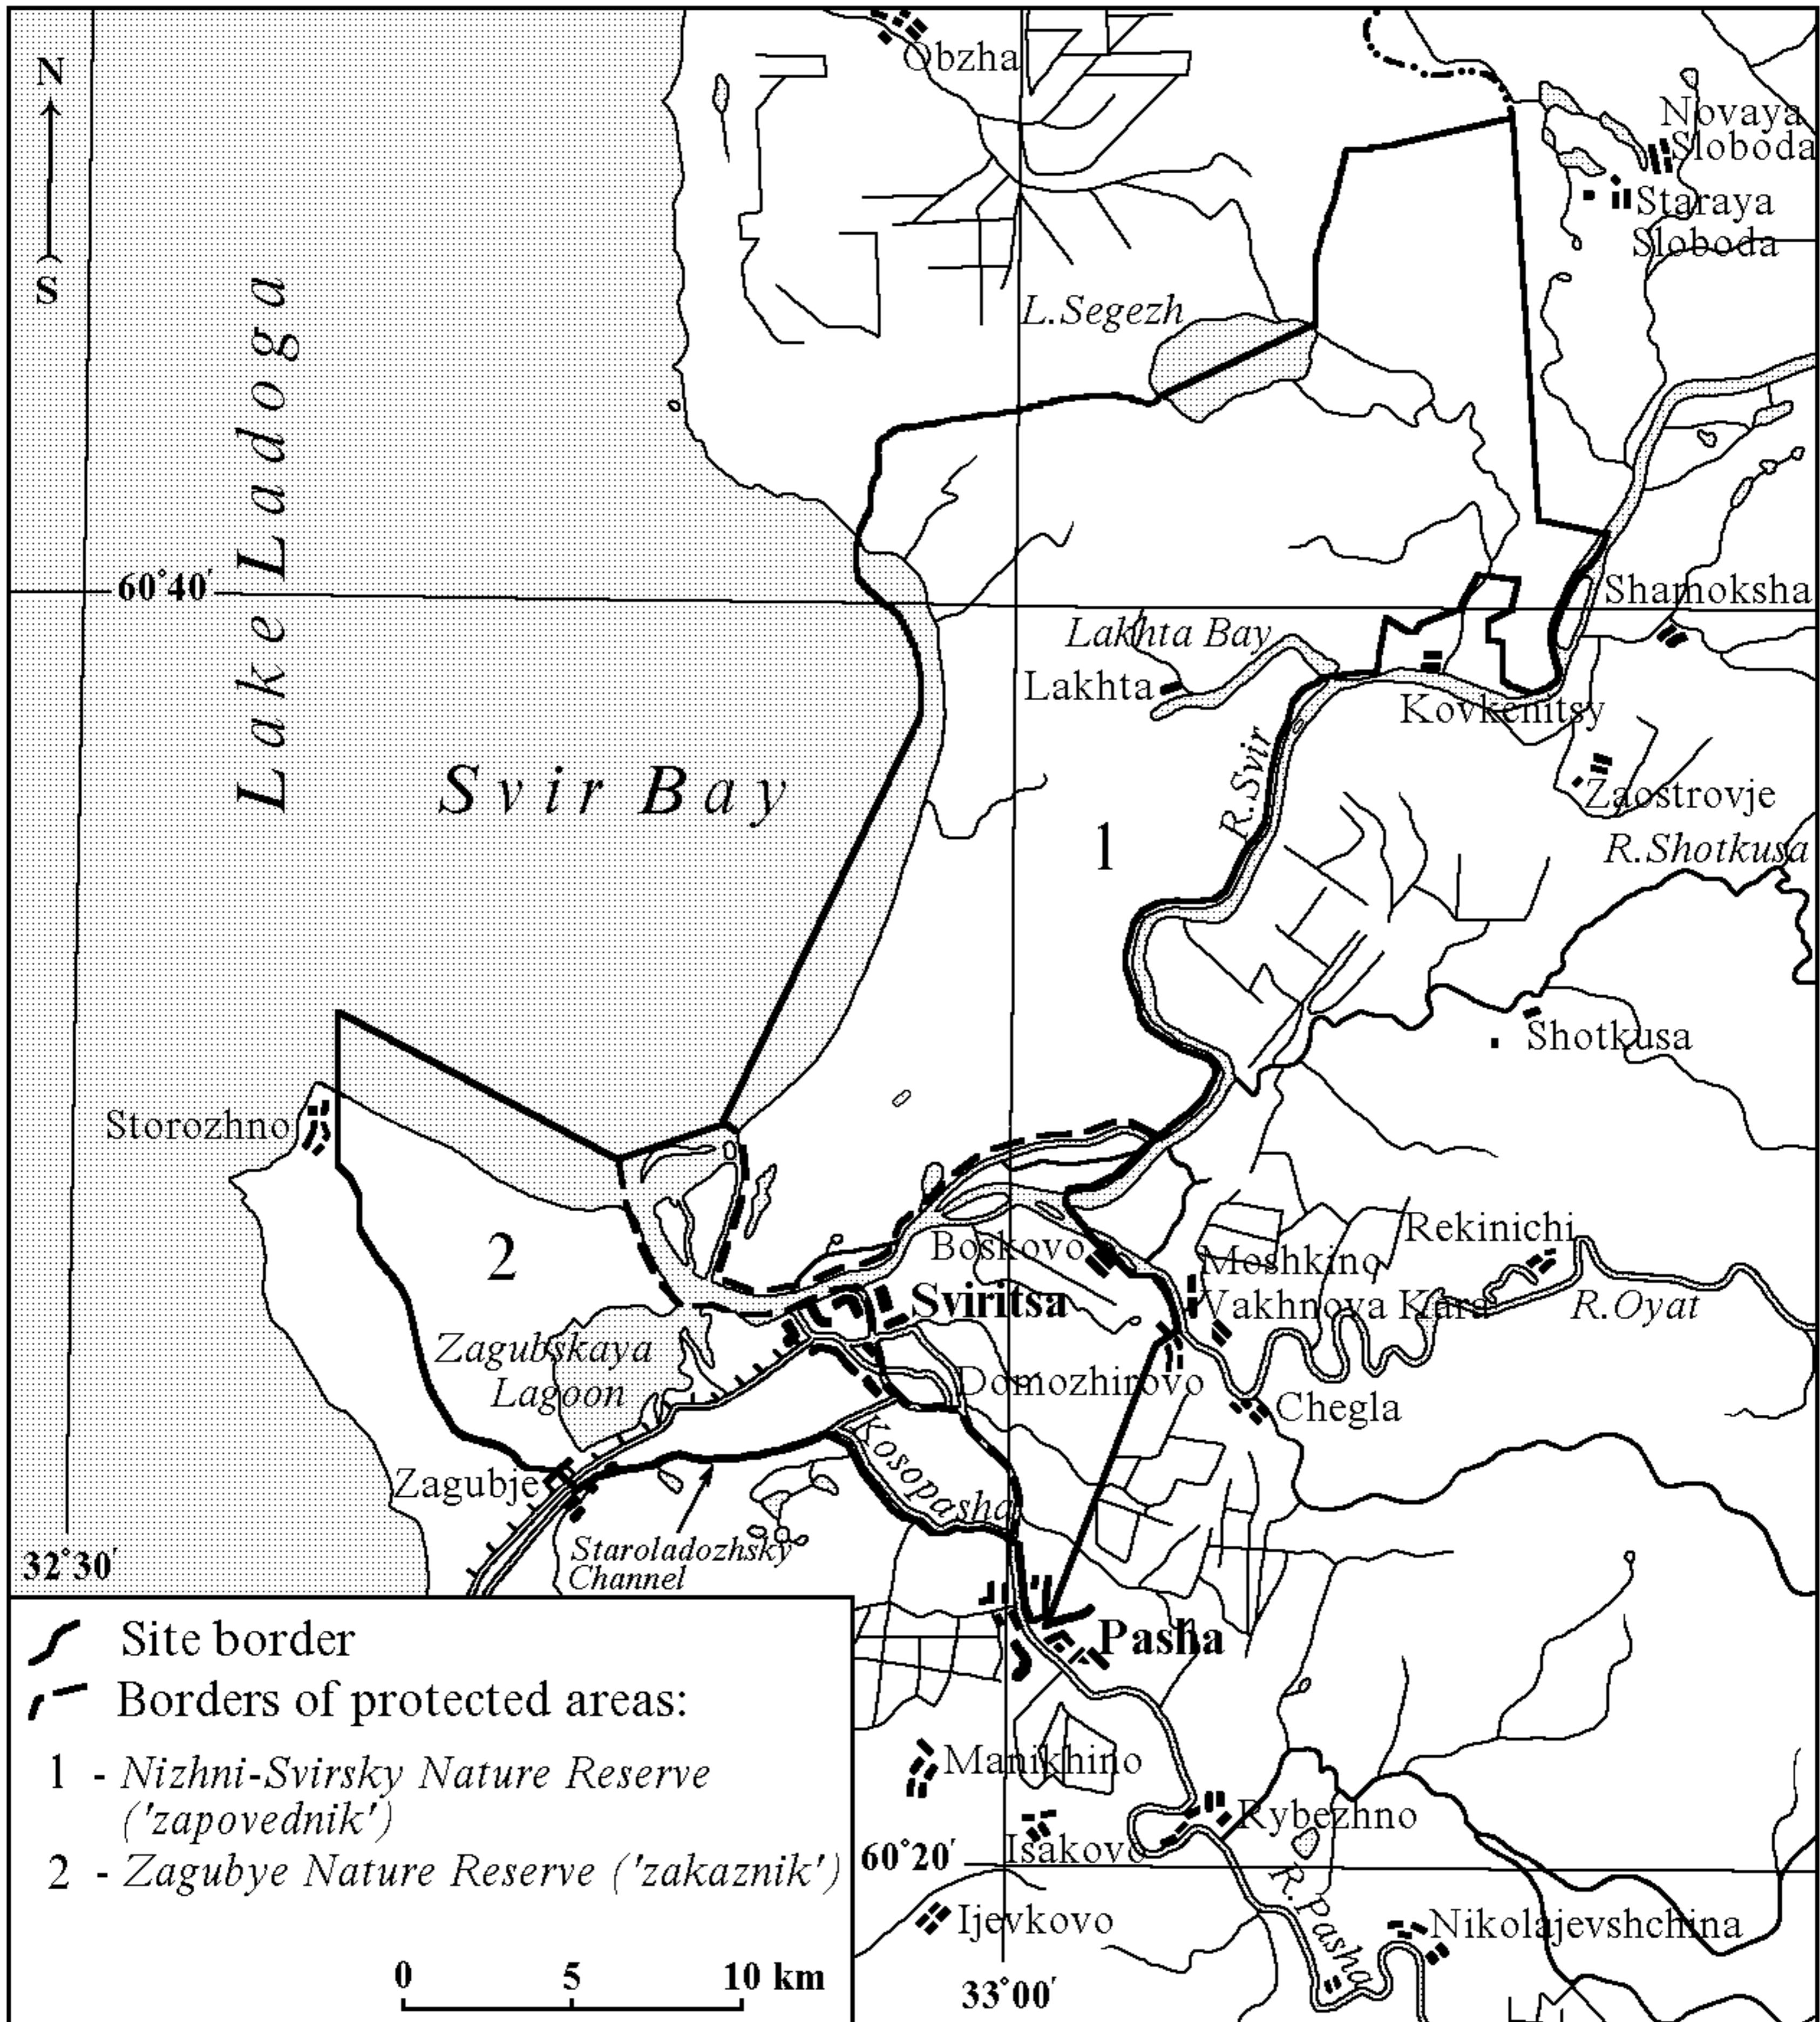 Obzha
N
S
Novaya
Sloboda
Staraya
Sloboda
L.Segezh
Lake Ladoga
60°40′
Shamoksha
Lakhta Bay
Lakhta
Kovkenitsy
R.Svir
Zaostrovje
Svir Bay
1
R.Shotkusa
Shotkusa
Storozhno
2
Boskovo
Rekinichi
Moshkino
Sviritsa
Vakhnova Kara
R.Oyat
Zagubskaya
Lagoon
Domozhirovo
Chegla
Kosopasha
Zagubje
Staroladozhsky
Channel
32°30′
Pasha
Site border
Borders of protected areas:
1 - Nizhni-Svirsky Nature Reserve
('zapovednik')
2 - Zagubye Nature Reserve ('zakaznik')
0 5 10 km
Manikhino
Isakovo
Rybezhno
60°20′
R.Pasha
Ijevkovo
Nikolajevshchina
33°00′